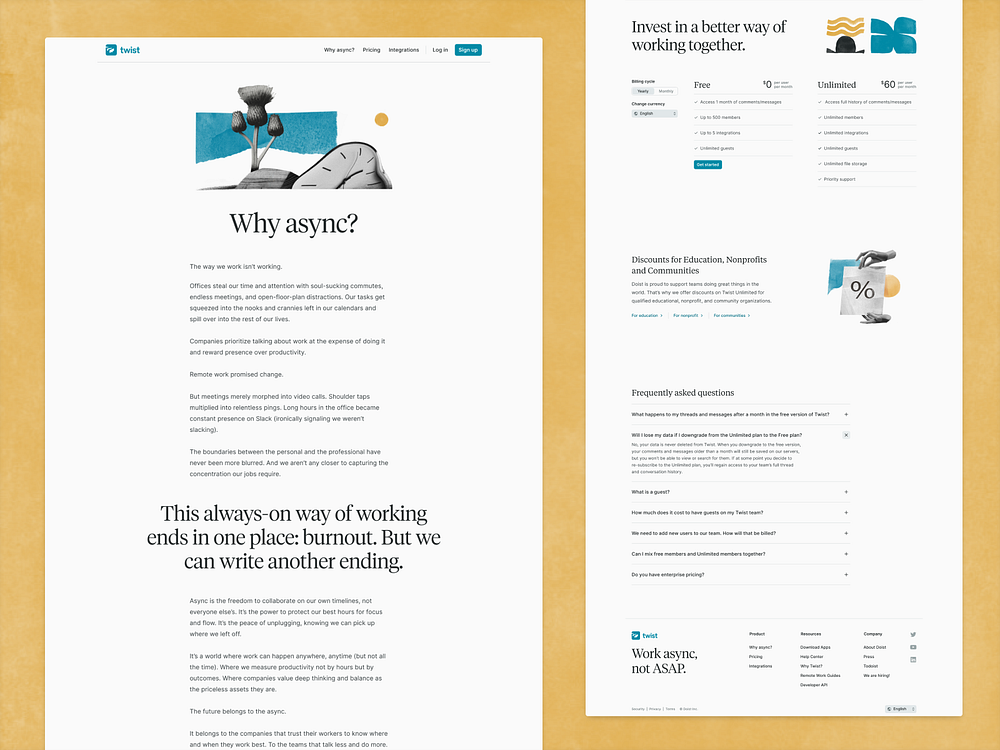 twist
Why async?
Pricing
Integrations
Log in
Sign up
Why async?
The way we work isn't working.
Offices steal our time and attention with soul-sucking commutes,
endless meetings, and open-floor-plan distractions. Our tasks get
squeezed into the nooks and crannies left in our calendars and
spill over into the rest of our lives.
Companies prioritize talking about work at the expense of doing it
and reward presence over productivity.
Remote work promised change.
But meetings merely morphed into video calls. Shoulder taps
multiplied into relentless pings. Long hours in the office became
constant presence on Slack (ironically signaling we weren't
slacking).
The boundaries between the personal and the professional have
never been more blurred. And we aren't any closer to capturing the
concentration our jobs require.
This always-on way of working
ends in one place: burnout. But we
can write another ending.
Async is the freedom to collaborate on our own timelines, not
everyone else's. It's the power to protect our best hours for focus
and flow. It's the peace of unplugging, knowing we can pick up
where we left off.
It's a world where work can happen anywhere, anytime (but not all
the time). Where we measure productivity not by hours but by
outcomes. Where companies value deep thinking and balance as
the priceless assets they are.
The future belongs to the async.
It belongs to the companies that trust their workers to know where
and when they work best. To the teams that talk less and do more.
Invest in a better way of
working together.
Billing cycle
Yearly
Monthly
Change currency
English
Free
$0 per user
per month
✓ Access 1 month of comments/messages
✓ Up to 500 members
✓ Up to 5 integrations
✓ Unlimited guests
Get started
Unlimited
$60 per user
per month
✓ Access full history of comments/messages
✓ Unlimited members
✓ Unlimited integrations
✓ Unlimited guests
✓ Unlimited file storage
✓ Priority support
Discounts for Education, Nonprofits
and Communities
Doist is proud to support teams doing great things in the
world. That's why we offer discounts on Twist Unlimited for
qualified educational, nonprofit, and community organizations.
For education >
For nonprofit >
For communities >
%
Frequently asked questions
What happens to my threads and messages after a month in the free version of Twist? +
Will I lose my data if I downgrade from the Unlimited plan to the Free plan? ×
No, your data is never deleted from Twist. When you downgrade to the free version,
your comments and messages older than a month will still be saved on our servers,
but you won't be able to view or search for them. If at some point you decide to
re-subscribe to the Unlimited plan, you'll regain access to your team's full thread
and conversation history.
What is a guest? +
How much does it cost to have guests on my Twist team? +
We need to add new users to our team. How will that be billed? +
Can I mix free members and Unlimited members together? +
Do you have enterprise pricing? +
twist
Work async,
not ASAP.
Product
Why async?
Pricing
Integrations
Resources
Download Apps
Help Center
Why Twist?
Remote Work Guides
Developer API
Company
About Doist
Press
Todoist
We are hiring!
Security | Privacy | Terms © Doist Inc.
English